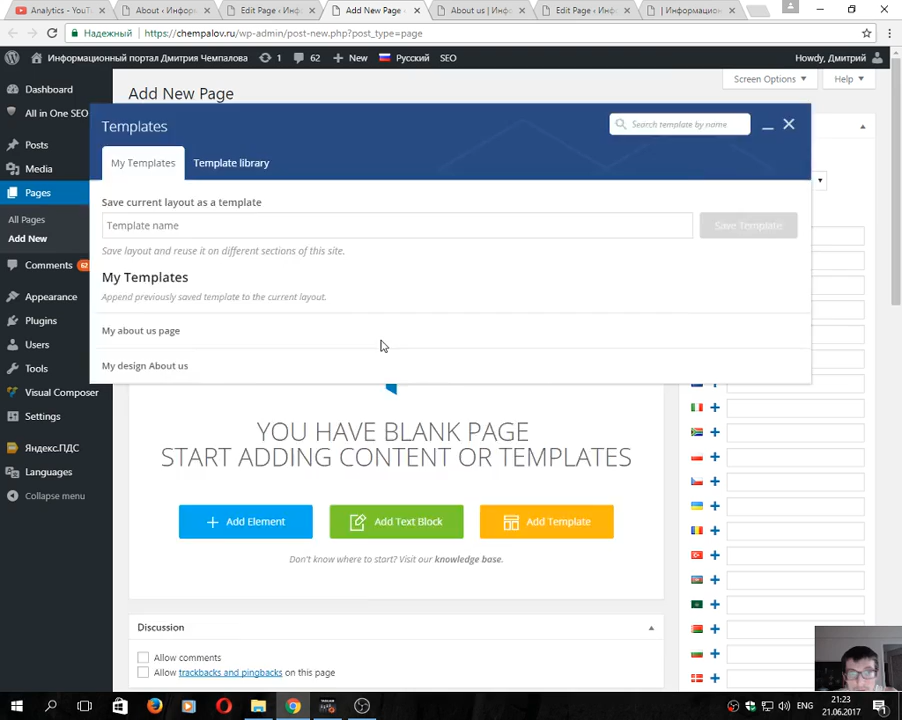 Analytics - YouTu
About ‹ Информ
Edit Page ‹ Инфо
Add New Page ‹
About us | Информ
Edit Page ‹ Инфо
| Информацион
Надежный
https://chempalov.ru/wp-admin/post-new.php?post_type=page
Информационный портал Дмитрия Чемпалова
1
62
New
Русский
SEO
Howdy, Дмитрий
Dashboard
Add New Page
Screen Options
Help
All in One SEO
Templates
Search template by name
Posts
Media
My Templates
Template library
Pages
Save current layout as a template
All Pages
Template name
Save Template
Add New
Save layout and reuse it on different sections of this site.
Comments 62
My Templates
Appearance
Append previously saved template to the current layout.
Plugins
My about us page
Users
Tools
My design About us
Visual Composer
Settings
YOU HAVE BLANK PAGE
START ADDING CONTENT OR TEMPLATES
Яндекс.ПДС
Languages
Collapse menu
Add Element
Add Text Block
Add Template
Don't know where to start? Visit our knowledge base.
Discussion
Allow comments
Allow trackbacks and pingbacks on this page
ENG
21:23
21.06.2017